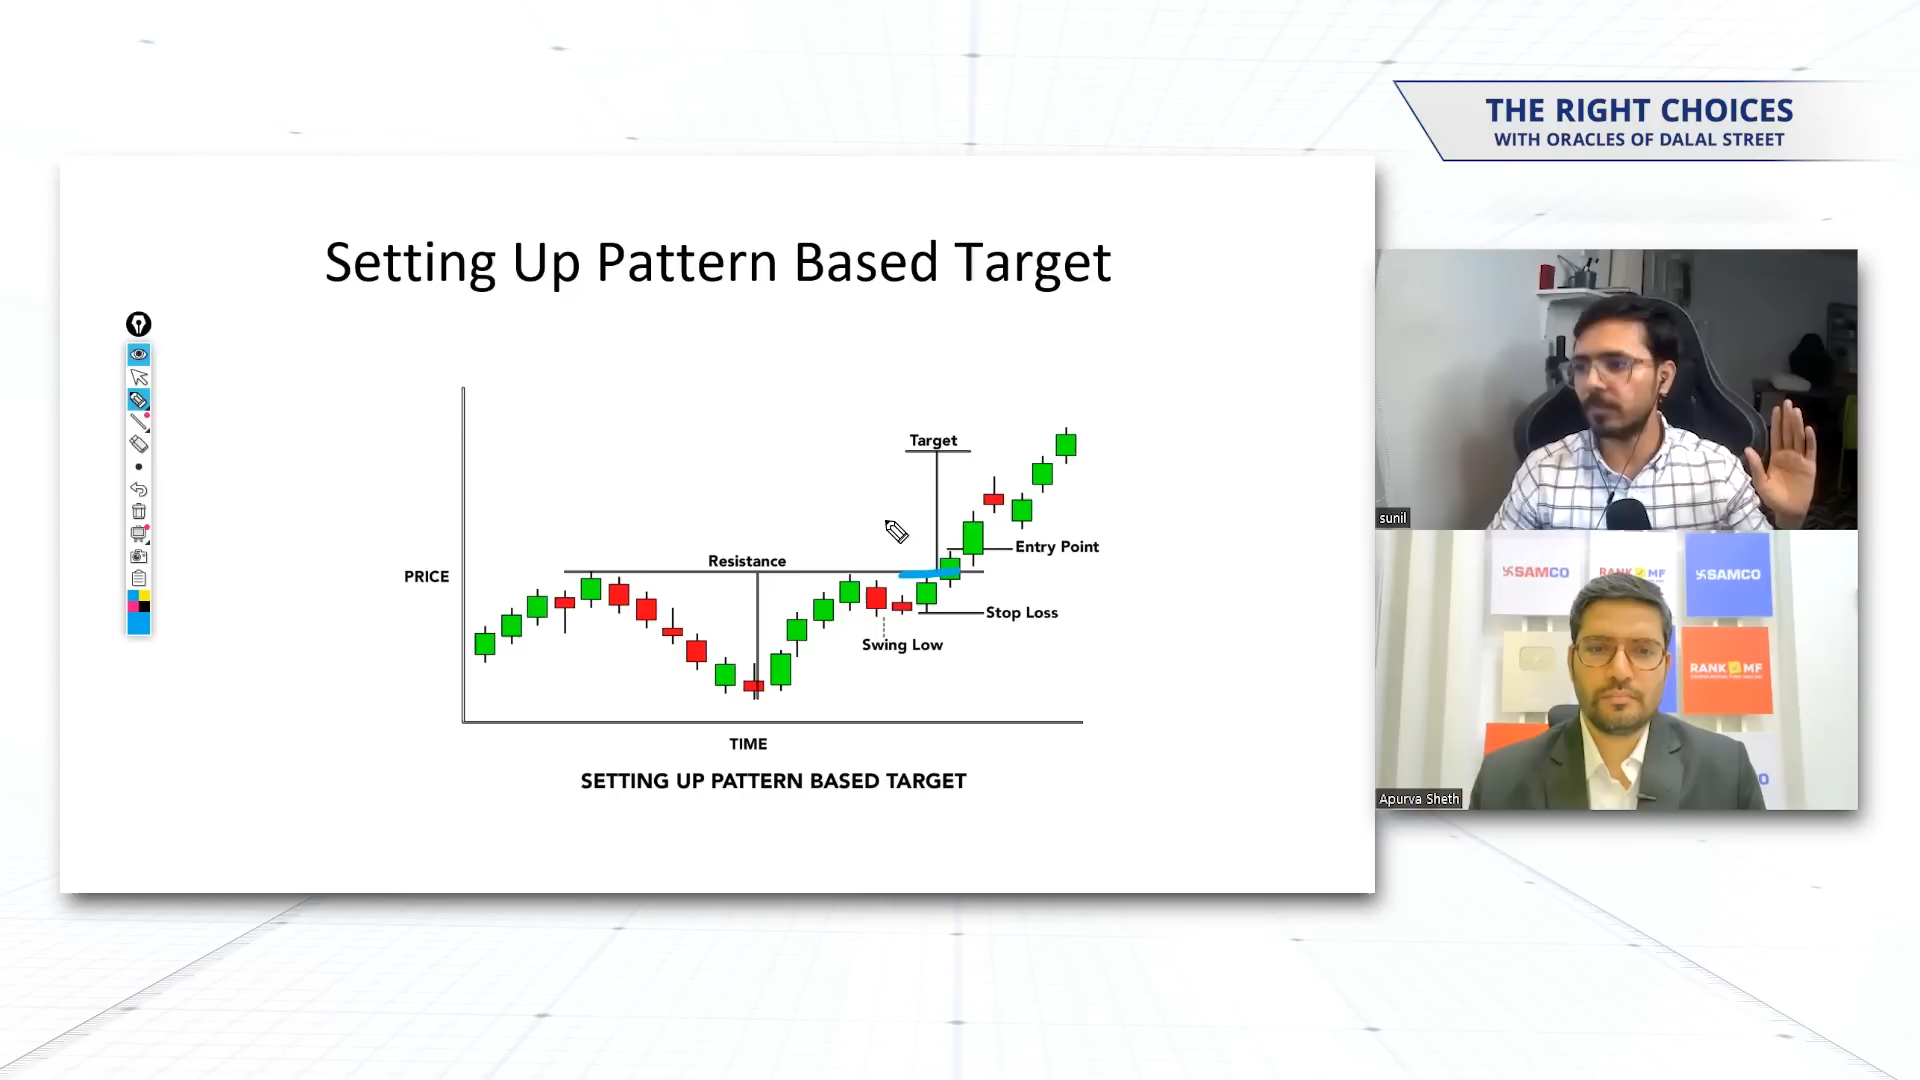 THE RIGHT CHOICES
WITH ORACLES OF DALAL STREET
Setting Up Pattern Based Target
Target
Entry Point
Resistance
PRICE
Stop Loss
Swing Low
TIME
SETTING UP PATTERN BASED TARGET
sunil
SAMCO
RANKMF
SAMCO
RANK MF
Apurva Sheth